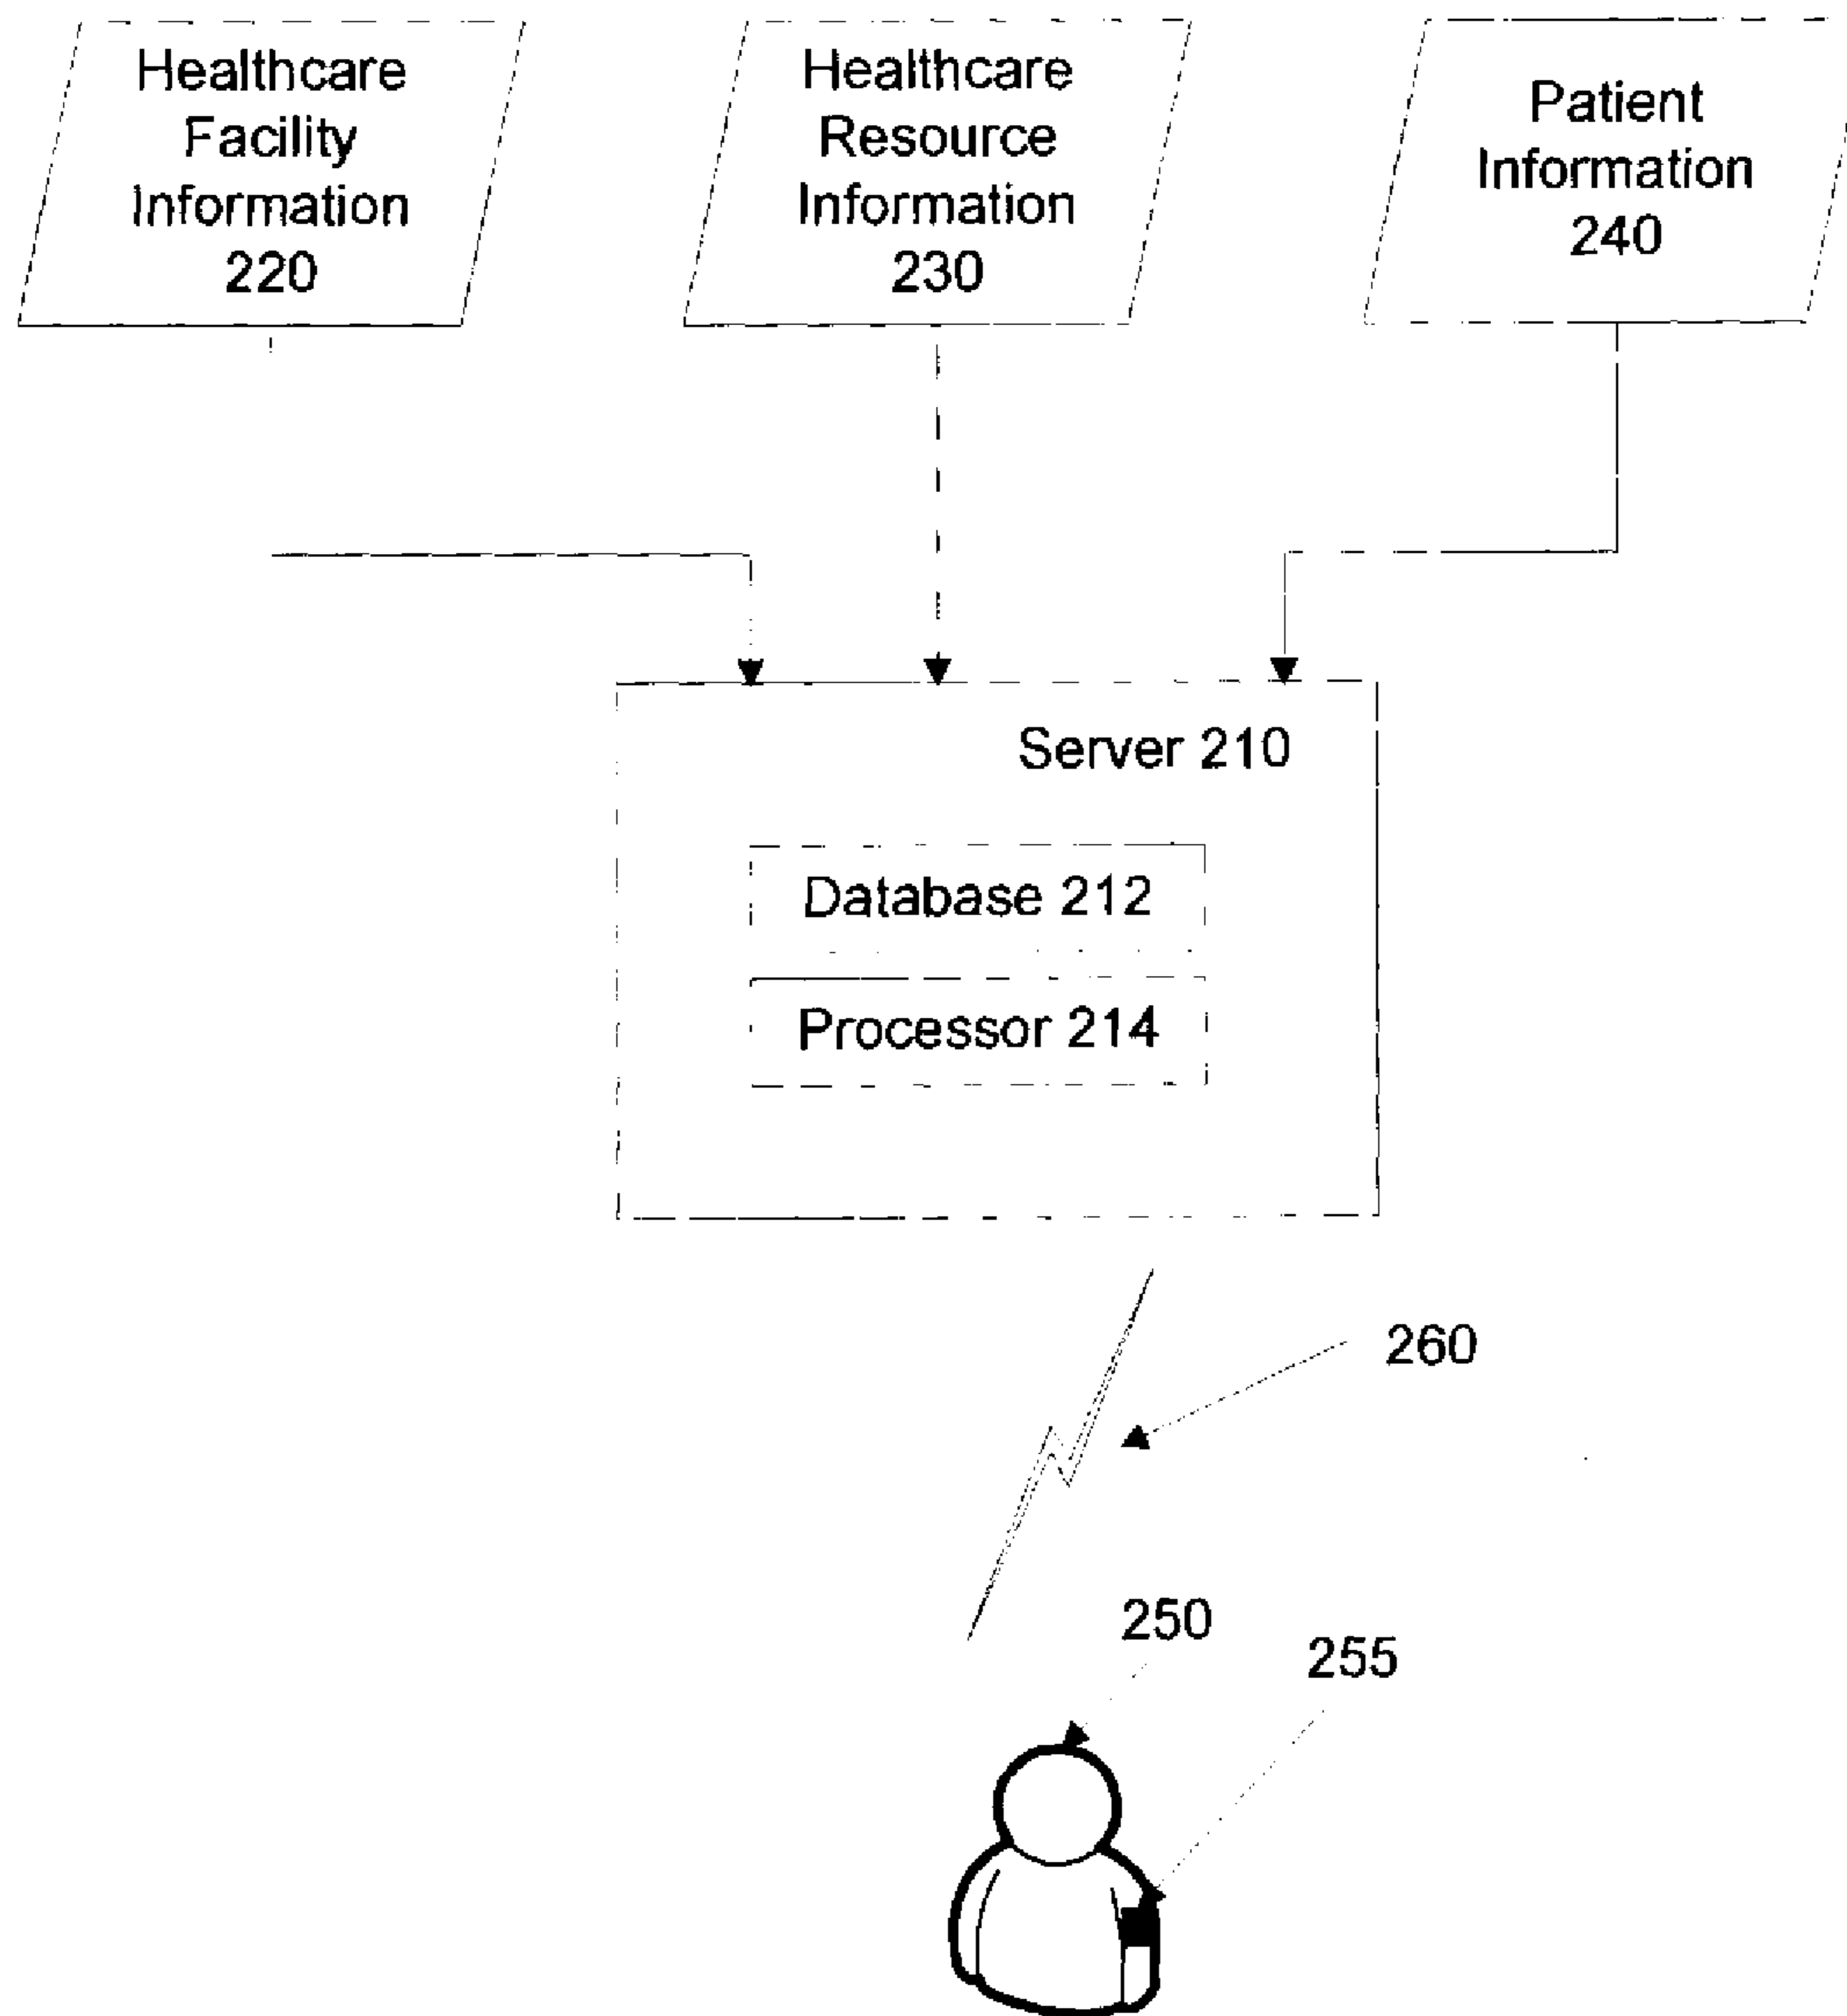 Healthcare
Facility
Information
220
Healthcare
Resource
Information
230
Patient
Information
240
Server 210
Database 212
Processor 214
260
250
255